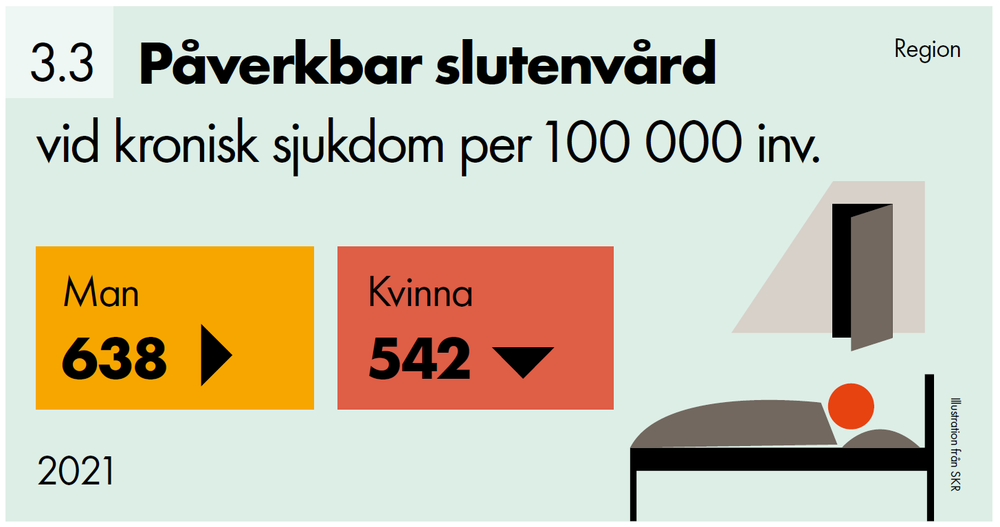 3.3 Påverkbar slutenvård
Region
vid kronisk sjukdom per 100 000 inv.
Man
638
Kvinna
542
2021
Illustration från SKR